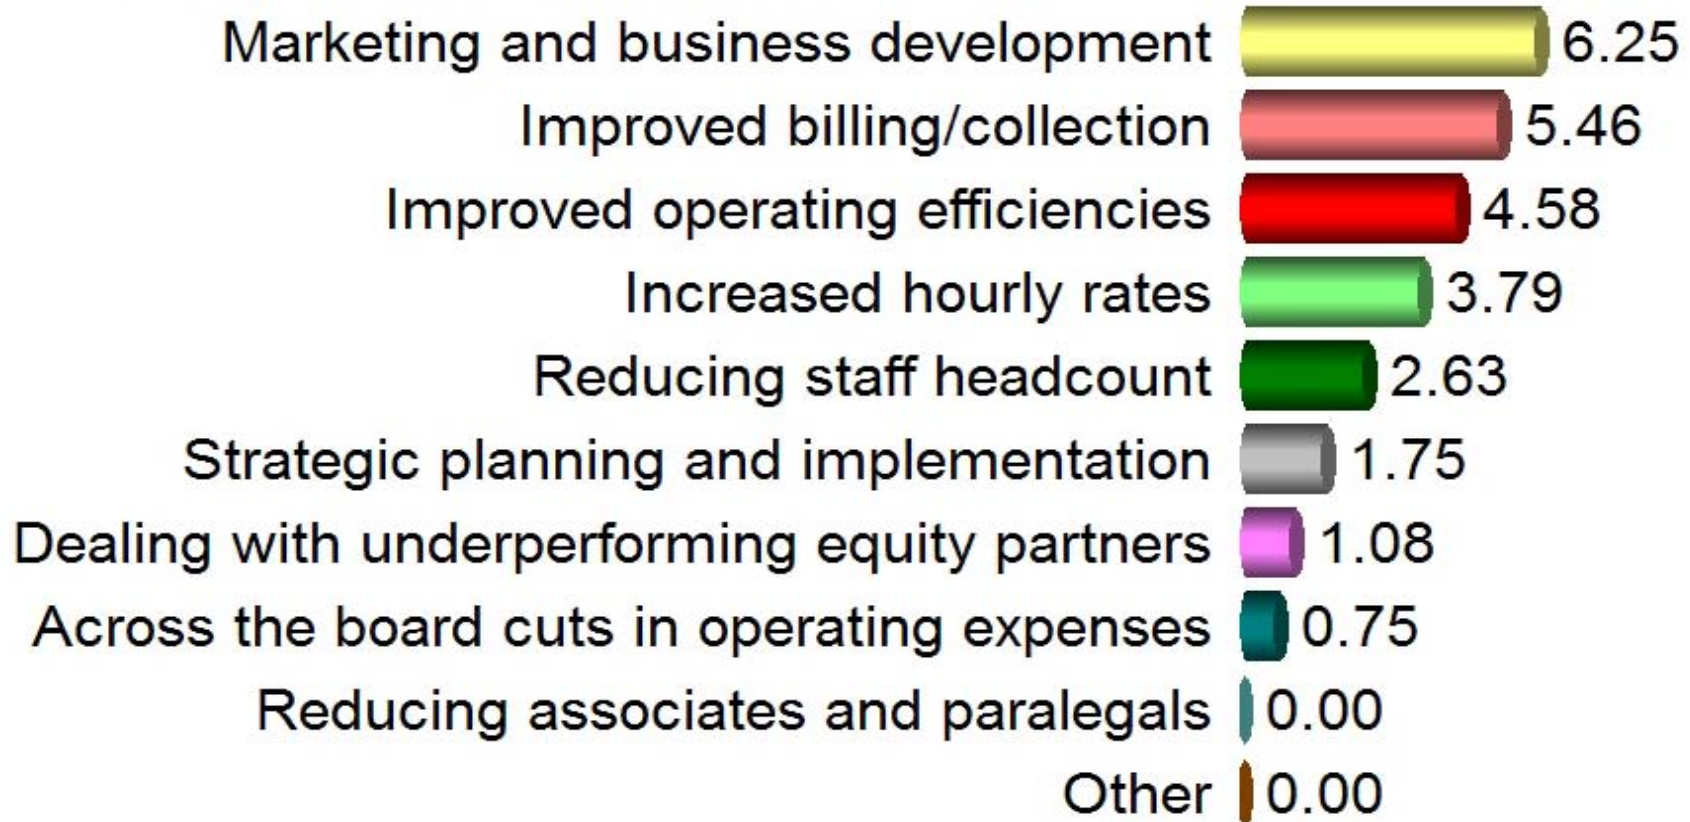 Marketing and business development 6.25
Improved billing/collection 5.46
Improved operating efficiencies 4.58
Increased hourly rates 3.79
Reducing staff headcount 2.63
Strategic planning and implementation 1.75
Dealing with underperforming equity partners 1.08
Across the board cuts in operating expenses 0.75
Reducing associates and paralegals 0.00
Other 0.00